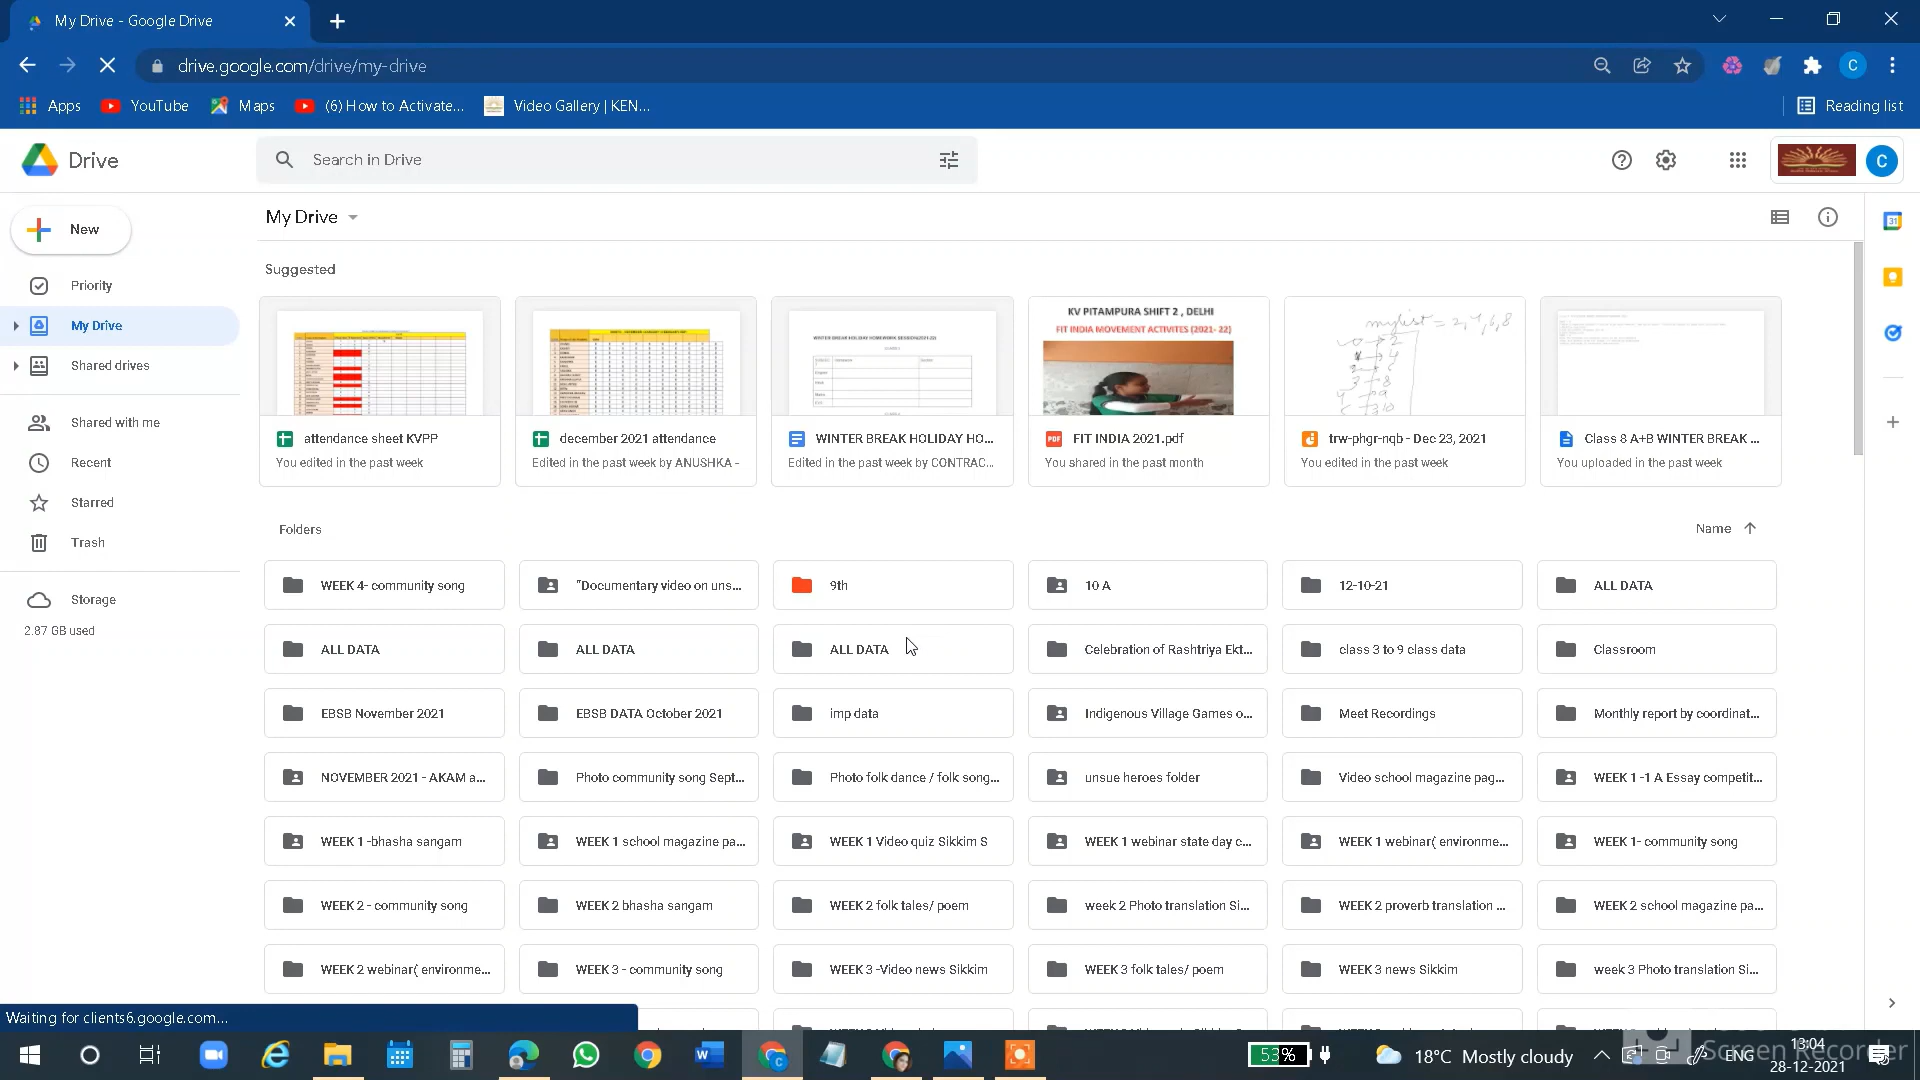 My Drive - Google Drive
drive.google.com/drive/my-drive
Apps YouTube Maps (6) How to Activate... Video Gallery | KEN... Reading list
Drive Search in Drive C
New
My Drive
Priority
My Drive
Shared drives
Shared with me
Recent
Starred
Trash
Storage
2.87 GB used
Suggested
KV PITAMPURA SHIFT 2 , DELHI
FIT INDIA MOVEMENT ACTIVITES (2021- 22)
mylist = 2,4,6,8
attendance sheet KVPP
You edited in the past week
december 2021 attendance
Edited in the past week by ANUSHKA -
WINTER BREAK HOLIDAY HO...
Edited in the past week by CONTRAC...
FIT INDIA 2021.pdf
You shared in the past month
trw-phgr-nqb - Dec 23, 2021
You edited in the past week
Class 8 A+B WINTER BREAK ...
You uploaded in the past week
Folders Name
WEEK 4- community song "Documentary video on uns... 9th 10 A 12-10-21 ALL DATA
ALL DATA ALL DATA ALL DATA Celebration of Rashtriya Ekt... class 3 to 9 class data Classroom
EBSB November 2021 EBSB DATA October 2021 imp data Indigenous Village Games o... Meet Recordings Monthly report by coordinat...
NOVEMBER 2021 - AKAM a... Photo community song Sept... Photo folk dance / folk song... unsue heroes folder Video school magazine pag... WEEK 1 -1 A Essay competit...
WEEK 1 -bhasha sangam WEEK 1 school magazine pa... WEEK 1 Video quiz Sikkim S WEEK 1 webinar state day c... WEEK 1 webinar( environme... WEEK 1- community song
WEEK 2 - community song WEEK 2 bhasha sangam WEEK 2 folk tales/ poem week 2 Photo translation Si... WEEK 2 proverb translation ... WEEK 2 school magazine pa...
WEEK 2 webinar( environme... WEEK 3 - community song WEEK 3 -Video news Sikkim WEEK 3 folk tales/ poem WEEK 3 news Sikkim week 3 Photo translation Si...
Waiting for clients6.google.com...
53% 18°C Mostly cloudy ENG 13:04
28-12-2021
Screen Recorder